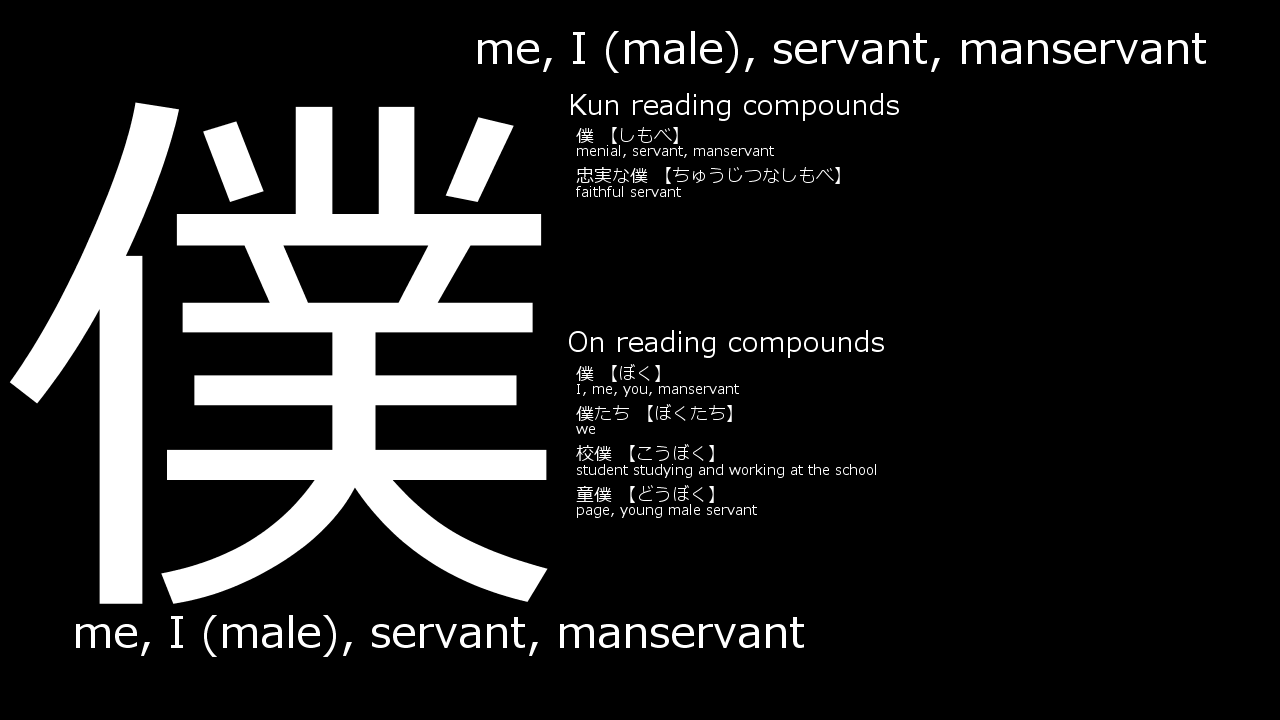 me, I (male), servant, manservant
僕
Kun reading compounds
僕 【しもべ】
menial, servant, manservant
忠実な僕 【ちゅうじつなしもべ】
faithful servant
On reading compounds
僕 【ぼく】
I, me, you, manservant
僕たち 【ぼくたち】
we
校僕 【こうぼく】
student studying and working at the school
童僕 【どうぼく】
page, young male servant
me, I (male), servant, manservant